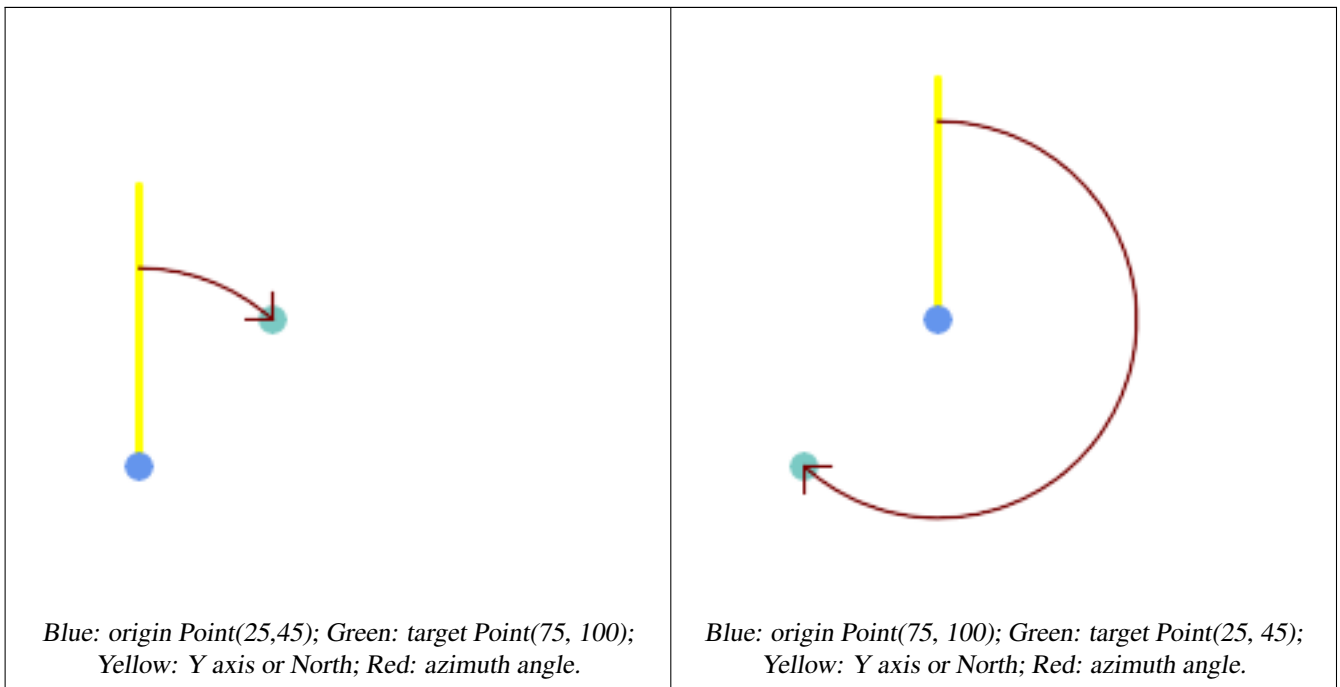 Blue: origin Point(25,45); Green: target Point(75, 100);
Yellow: Y axis or North; Red: azimuth angle.
Blue: origin Point(75, 100); Green: target Point(25, 45);
Yellow: Y axis or North; Red: azimuth angle.